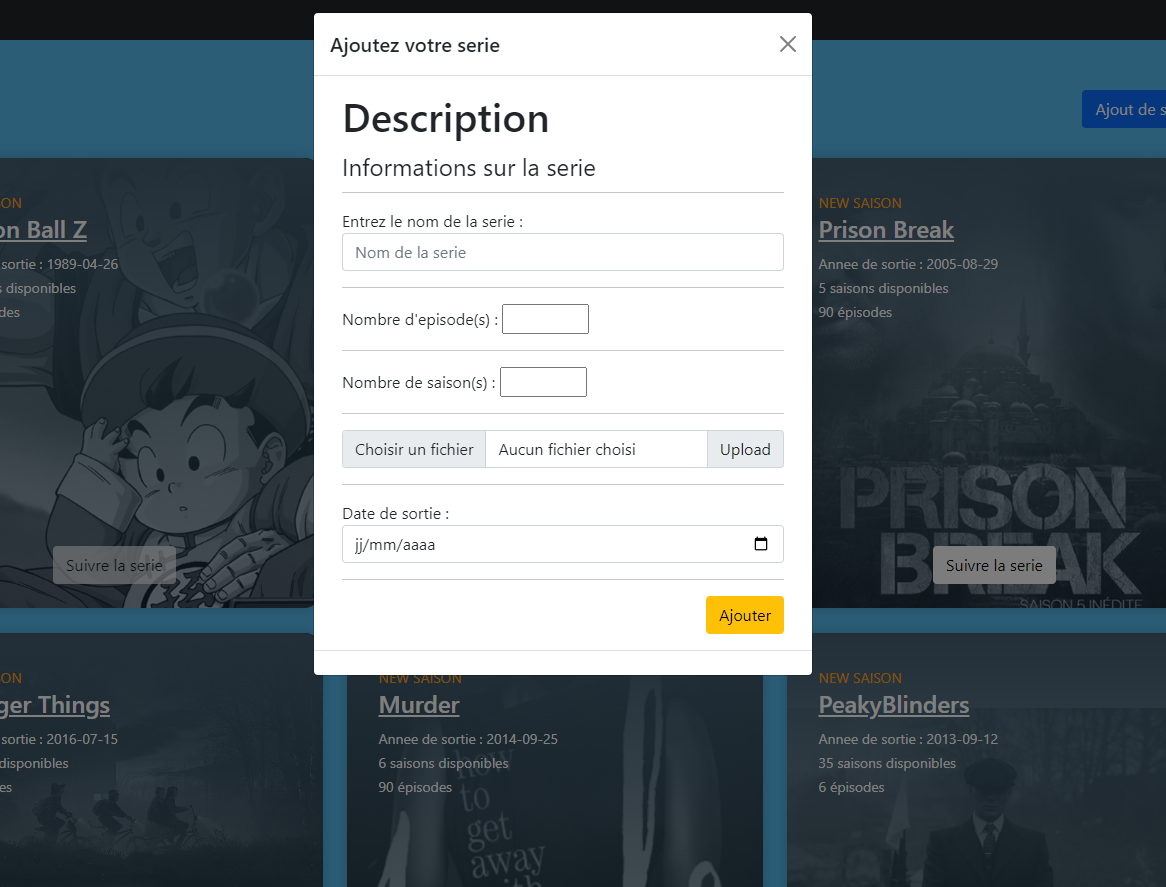 Ajoutez votre serie
Description
Informations sur la serie
Entrez le nom de la serie :
Nom de la serie
Nombre d'episode(s) :
Nombre de saison(s) :
Choisir un fichier Aucun fichier choisi Upload
Date de sortie :
jj/mm/aaaa
Ajouter
Ajout de s
ON
on Ball Z
sortie : 1989-04-26
s disponibles
des
Suivre la serie
NEW SAISON
Prison Break
Annee de sortie : 2005-08-29
5 saisons disponibles
90 épisodes
PRISON
BREAK
Suivre la serie
SAISON 5 INÉDITE
ON
ger Things
sortie : 2016-07-15
disponibles
es
NEW SAISON
Murder
Annee de sortie : 2014-09-25
6 saisons disponibles
90 épisodes
how
to
get
away
with
NEW SAISON
PeakyBlinders
Annee de sortie : 2013-09-12
35 saisons disponibles
6 épisodes